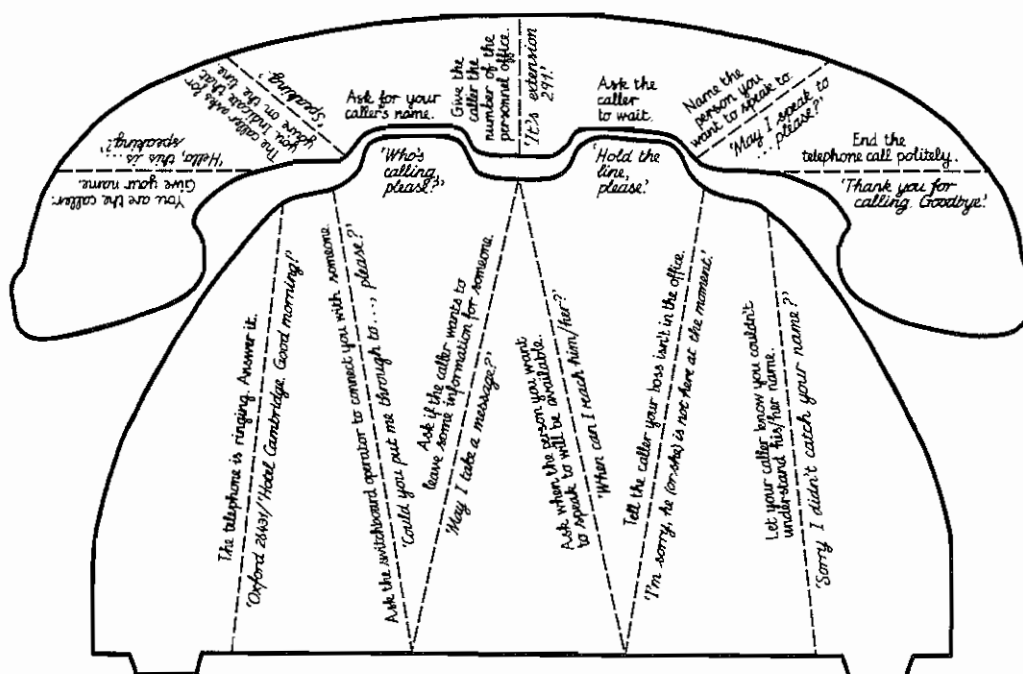 You are the caller.
Give your name.
'Hello, this is ...
speaking.'
The caller asks for
you. Indicate that
you're on the line.
'Speaking.'
Ask for your
caller's name.
'Who's
calling,
please?'
Give the
caller the
number of the
personnel office.
'It's extension
291.'
Ask the
caller
to wait.
'Hold the
line,
please.'
Name the
person you
want to speak to.
'May I speak to
..., please?'
End the
telephone call politely.
'Thank you for
calling. Goodbye.'
The telephone is ringing. Answer it.
'Oxford 26431/'Hotel Cambridge. Good morning!'
Ask the switchboard operator to connect you with someone.
'Could you put me through to ..., please?'
Ask if the caller wants to
leave some information for someone.
'May I take a message?'
Ask when the person you want
to speak to will be available.
'When can I reach him/her?'
Tell the caller your boss isn't in the office.
'I'm sorry, he (or she) is not here at the moment.'
Let your caller know you couldn't
understand his/her name.
'Sorry I didn't catch your name?'